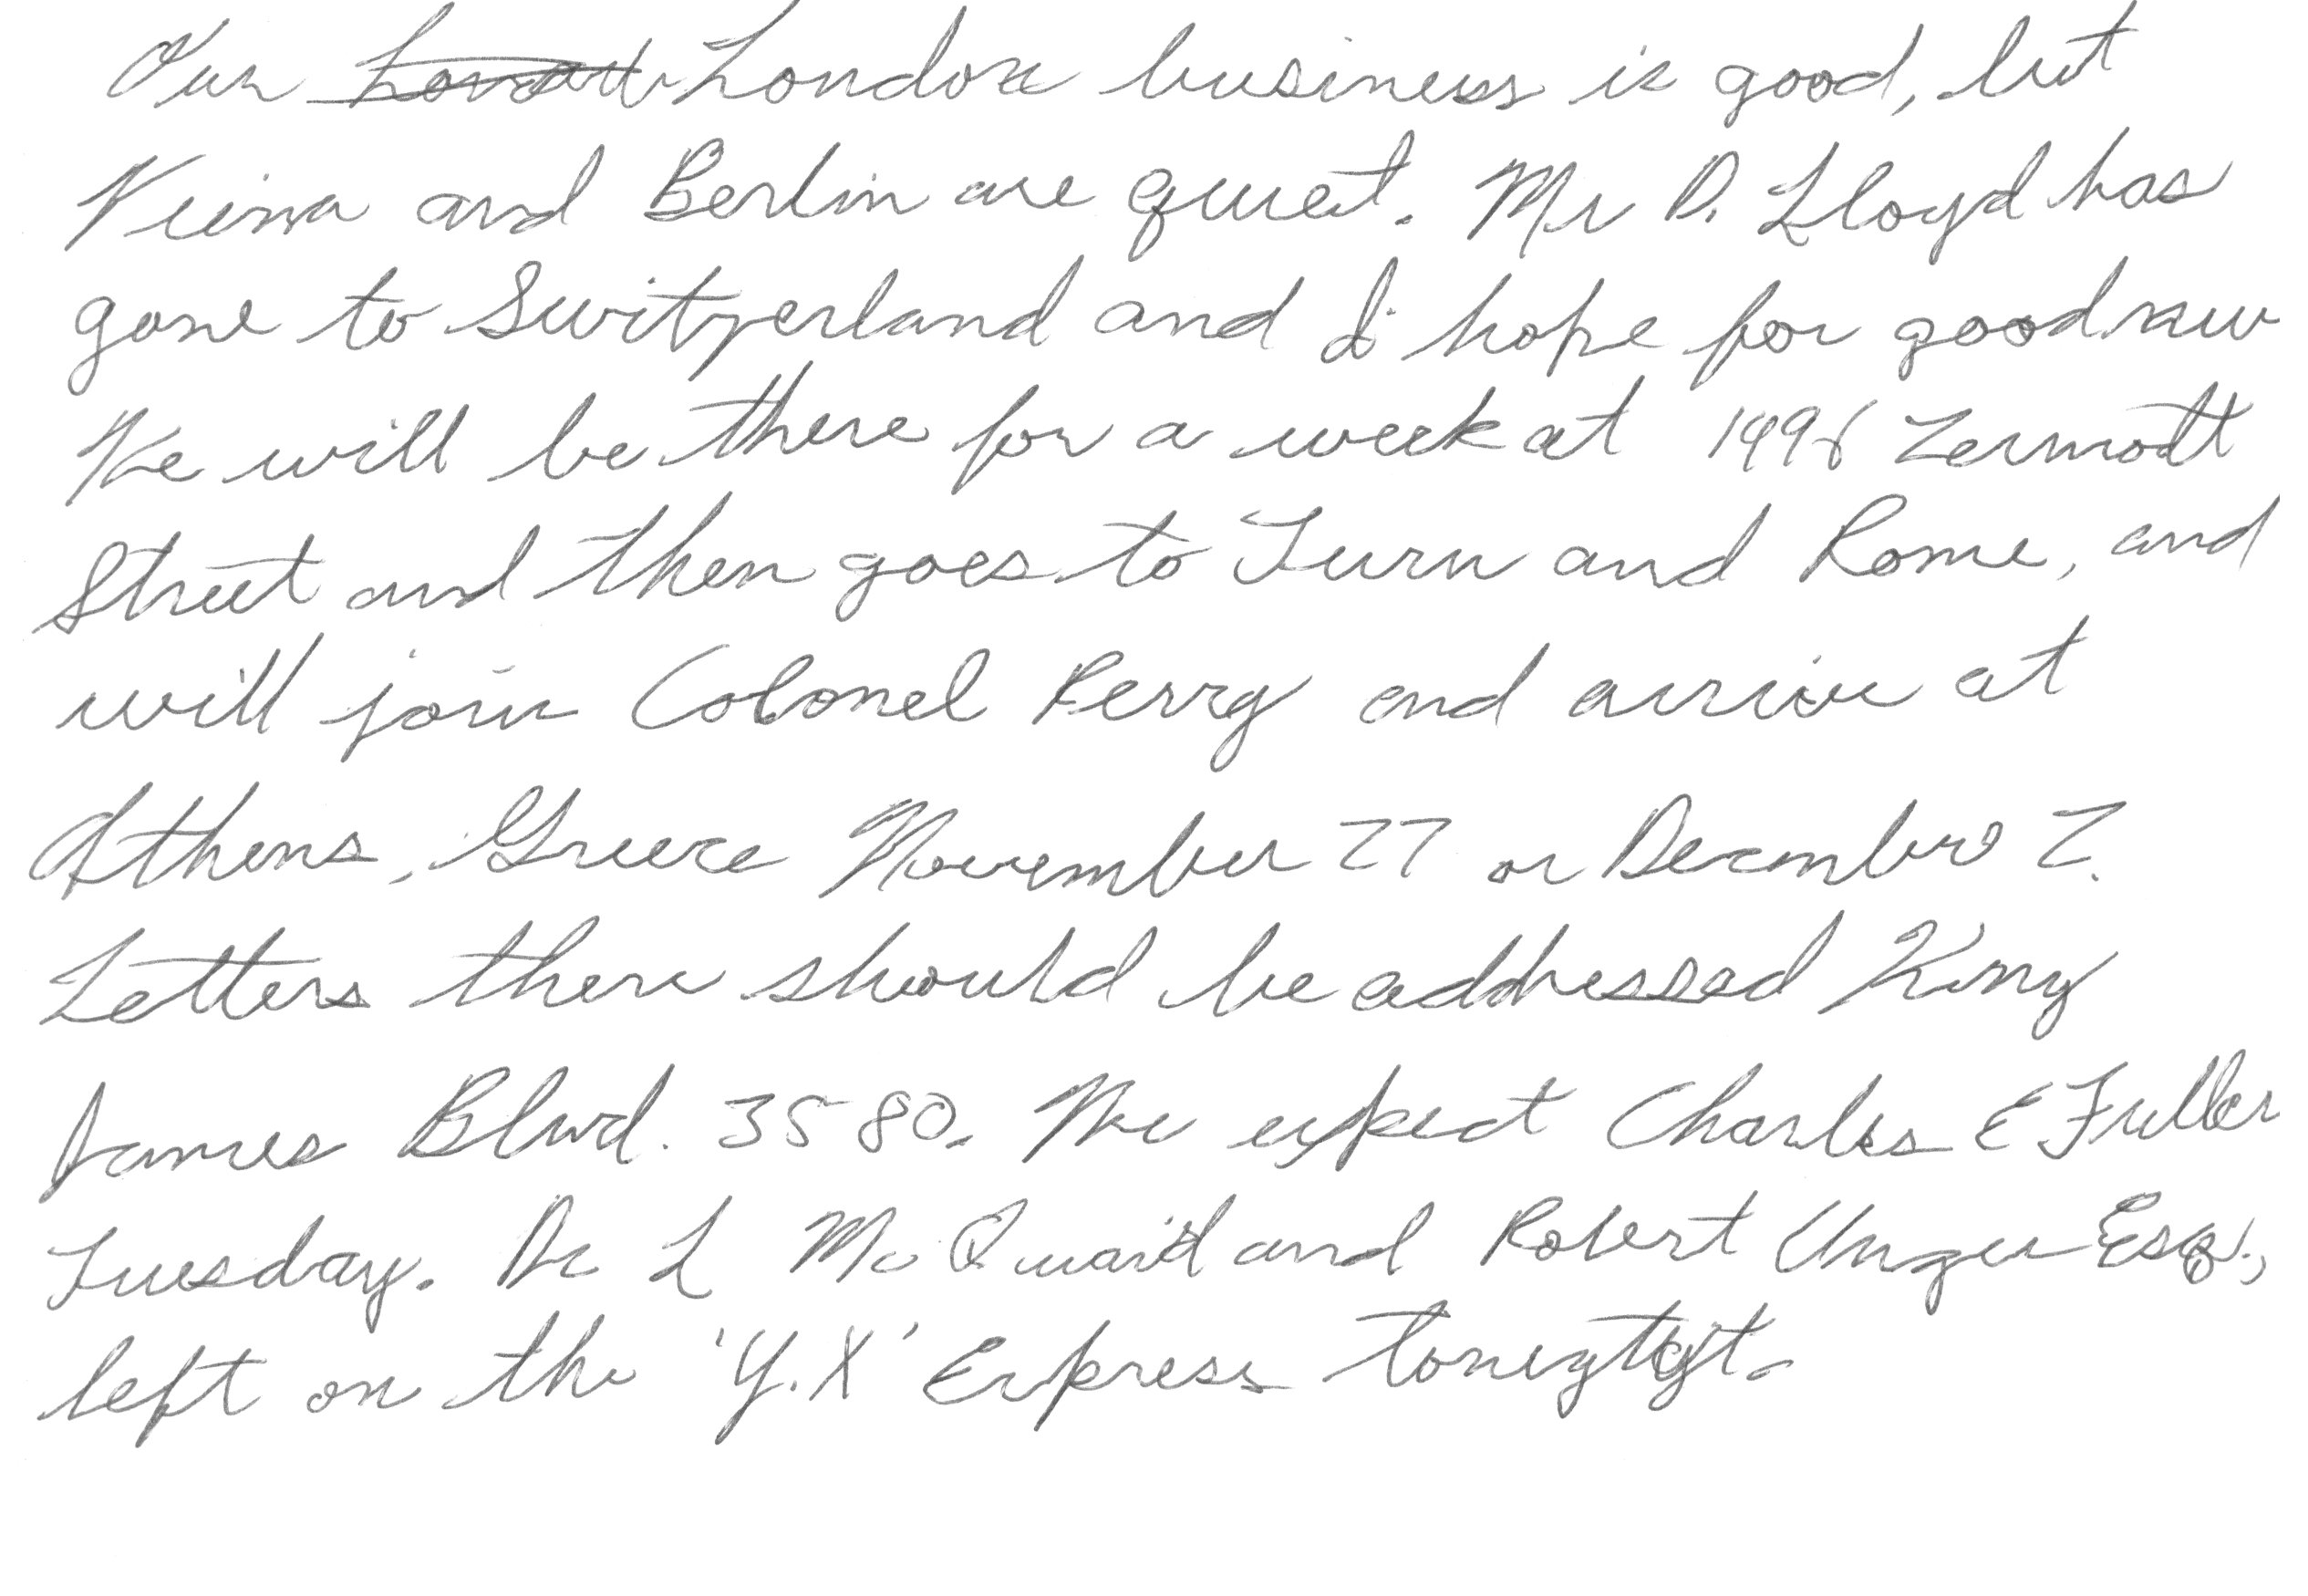 Our London business is good, but
Viena and Berlin are quiet. Mr D. Lloyd has
gone to Switzerland and I hope for good new
He will be there for a week at 1496 Zermott
Street and then goes to Turn and Rome, and
will join Colonel Perry and arrive at
Athens, Greece November 27 or December 2.
Letters there should be addressed King
James Blvd. 3580. We expect Charles E Fuller
Tuesday. Dr L McQuaid and Robert Unger Esq.,
left on the 'Y.X' Express